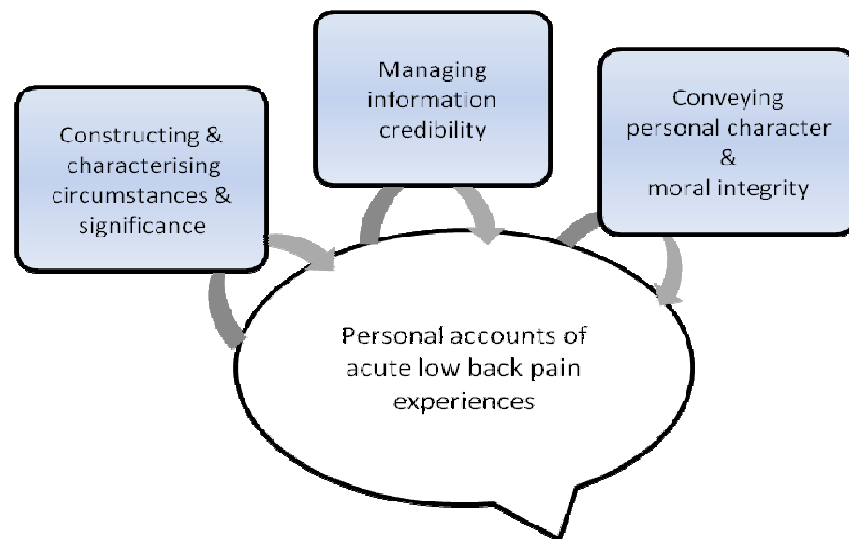 Constructing &
characterising
circumstances &
significance
Managing
information
credibility
Conveying
personal character
&
moral integrity
Personal accounts of
acute low back pain
experiences